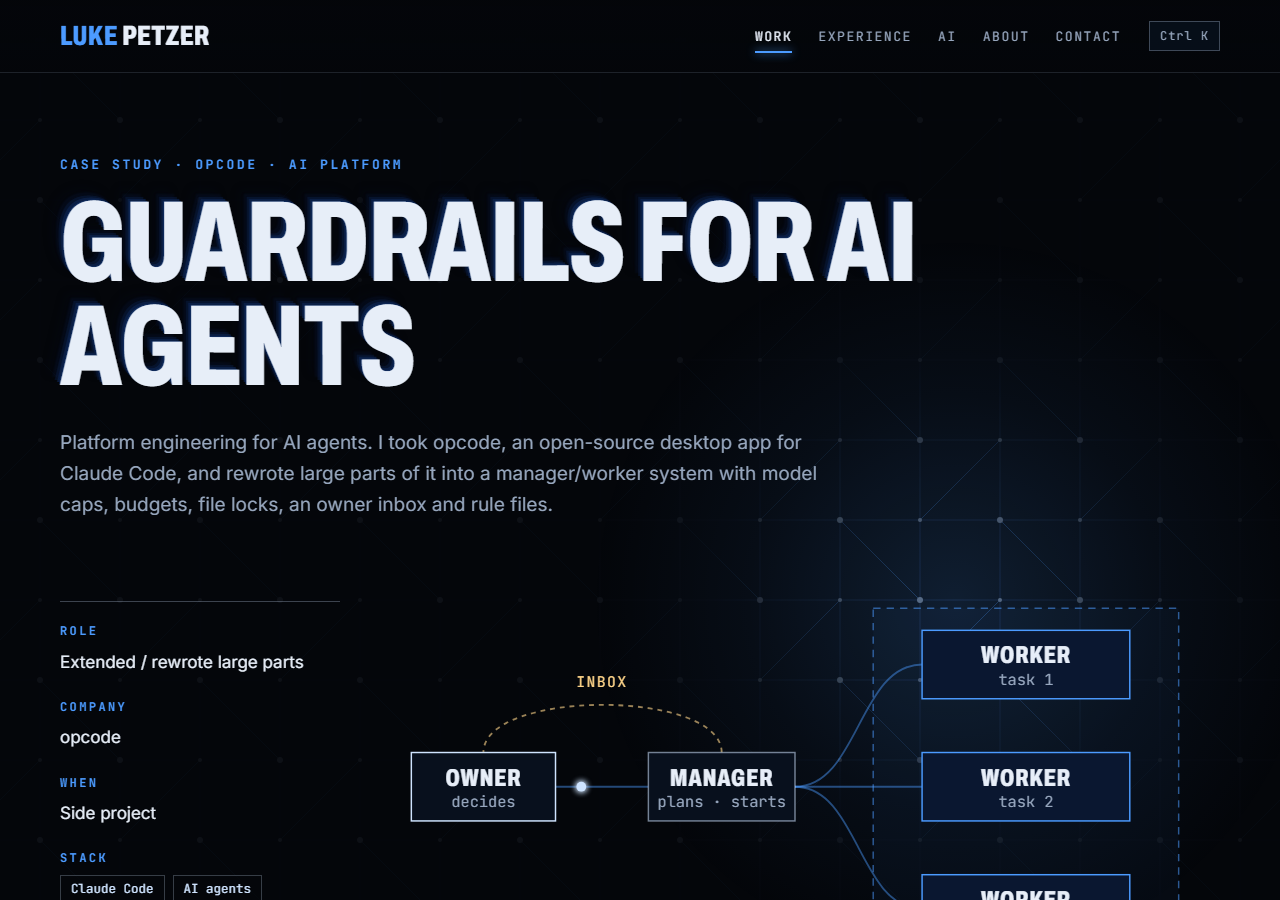 LUKE PETZER
WORK
EXPERIENCE
AI
ABOUT
CONTACT
Ctrl K
CASE STUDY · OPCODE · AI PLATFORM
GUARDRAILS FOR AI
AGENTS
Platform engineering for AI agents. I took opcode, an open-source desktop app for
Claude Code, and rewrote large parts of it into a manager/worker system with model
caps, budgets, file locks, an owner inbox and rule files.
ROLE
Extended / rewrote large parts
COMPANY
opcode
WHEN
Side project
STACK
Claude Code
AI agents
INBOX
OWNER
decides
MANAGER
plans · starts
WORKER
task 1
WORKER
task 2
WORKER